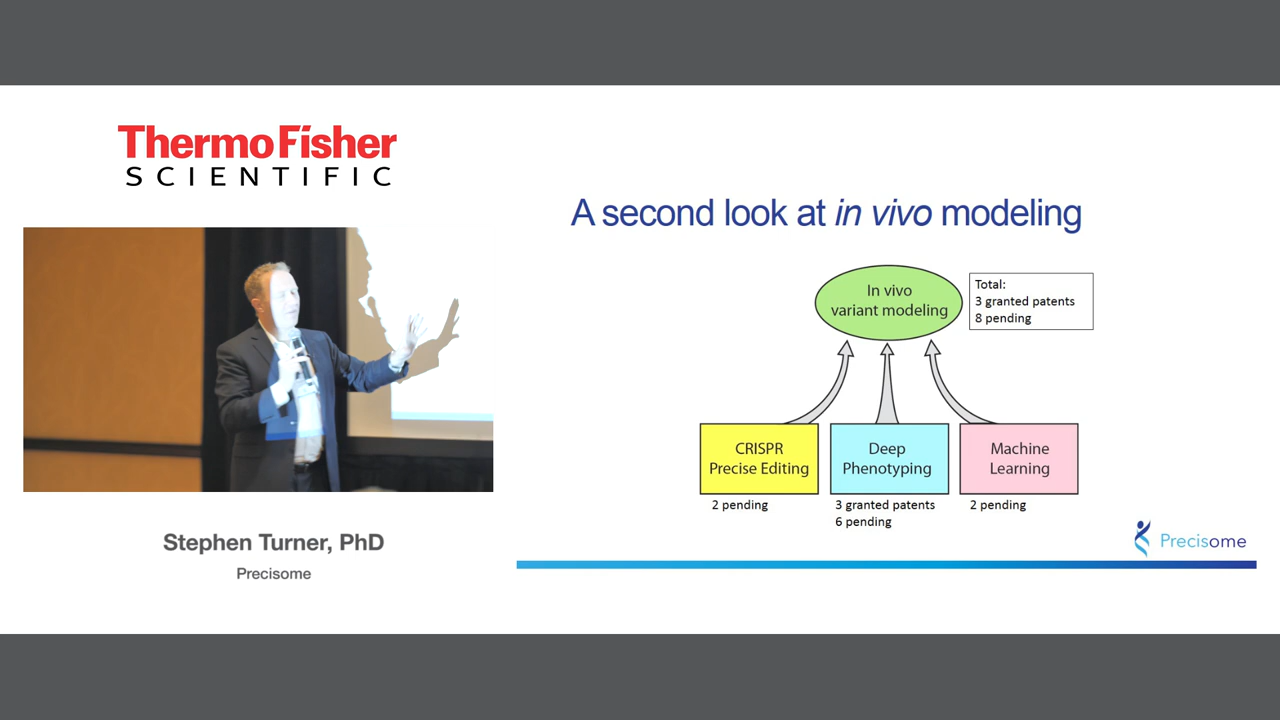 ThermoFisher
SCIENTIFIC
Stephen Turner, PhD
Precisome
A second look at in vivo modeling
In vivo
variant modeling
Total:
3 granted patents
8 pending
CRISPR
Precise Editing
2 pending
Deep
Phenotyping
3 granted patents
6 pending
Machine
Learning
2 pending
Precisome